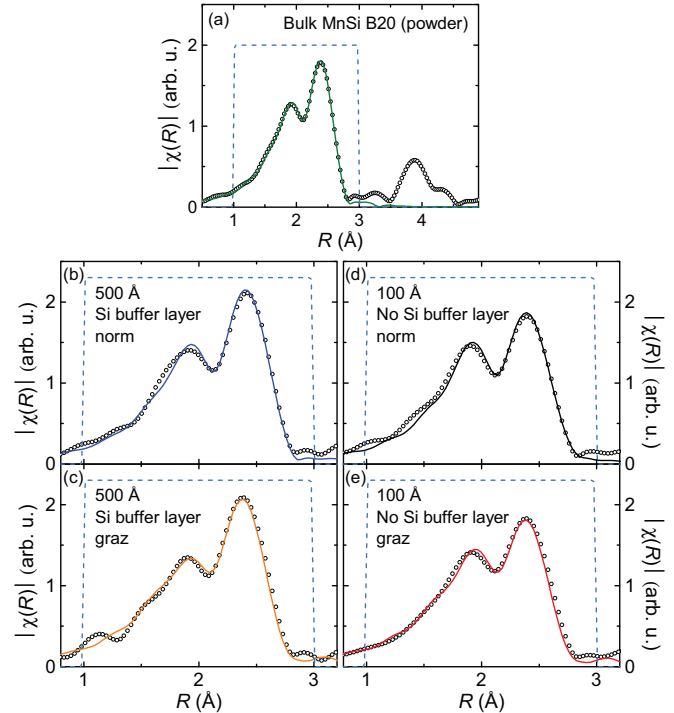 (a) Bulk MnSi B20 (powder)
|χ(R)| (arb. u.)
2
1
0
1 2 3 4
R (Å)
(b) 500 Å
Si buffer layer
norm
|χ(R)| (arb. u.)
2
1
0
(d) 100 Å
No Si buffer layer
norm
|χ(R)| (arb. u.)
2
1
0
(c) 500 Å
Si buffer layer
graz
|χ(R)| (arb. u.)
2
1
0
1 2 3
R (Å)
(e) 100 Å
No Si buffer layer
graz
|χ(R)| (arb. u.)
2
1
0
1 2 3
R (Å)